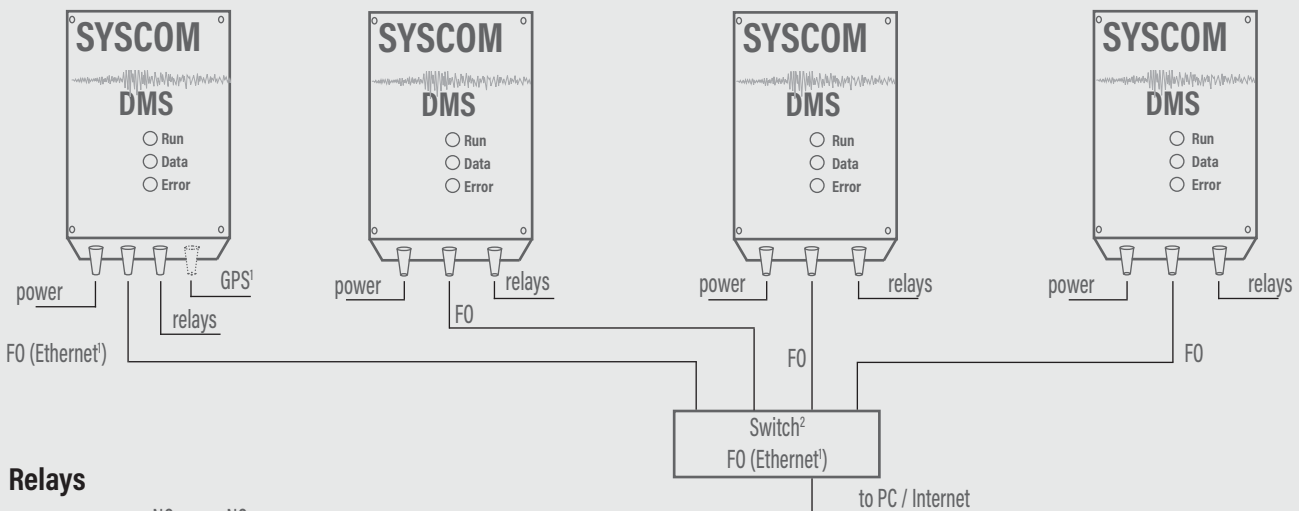 SYSCOM
DMS
Run
Data
Error
power
GPS¹
relays
FO (Ethernet¹)
SYSCOM
DMS
Run
Data
Error
power
relays
FO
SYSCOM
DMS
Run
Data
Error
power
relays
FO
SYSCOM
DMS
Run
Data
Error
power
relays
FO
Switch²
FO (Ethernet¹)
to PC / Internet
Relays